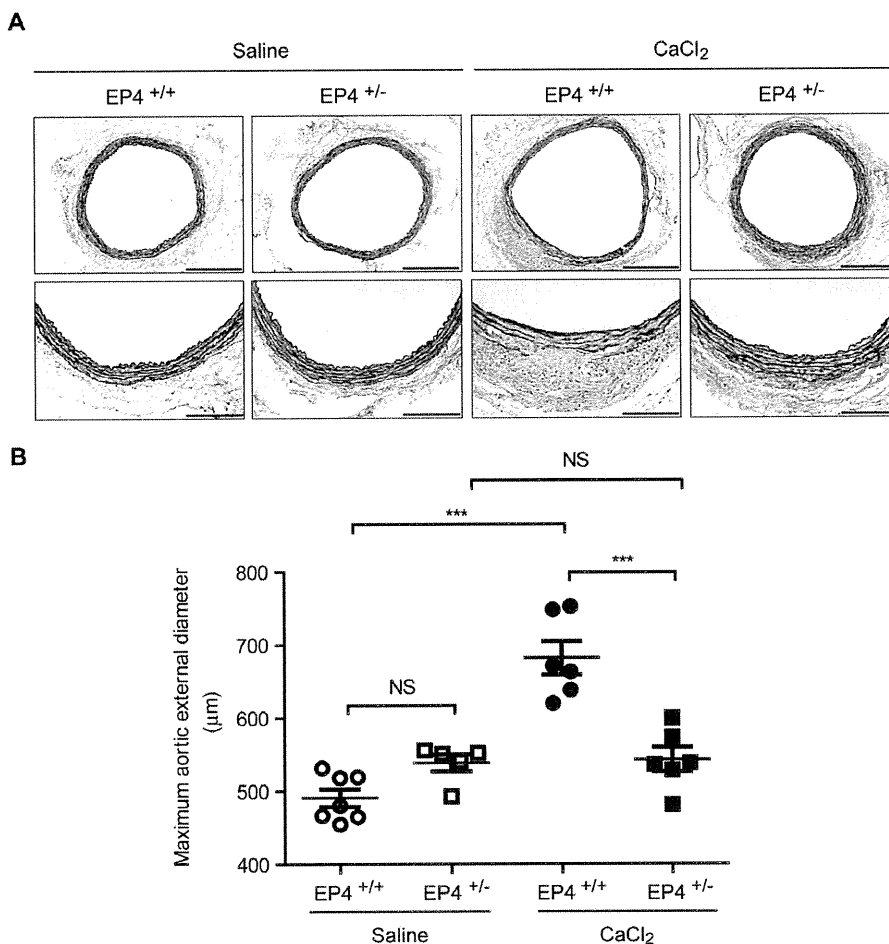 A
Saline CaCl₂
EP4 +/+ EP4 +/- EP4 +/+ EP4 +/-
B
NS
***
***
NS
Maximum aortic external diameter
(μm)
800
700
600
500
400
EP4 +/+ EP4 +/- EP4 +/+ EP4 +/-
Saline CaCl₂